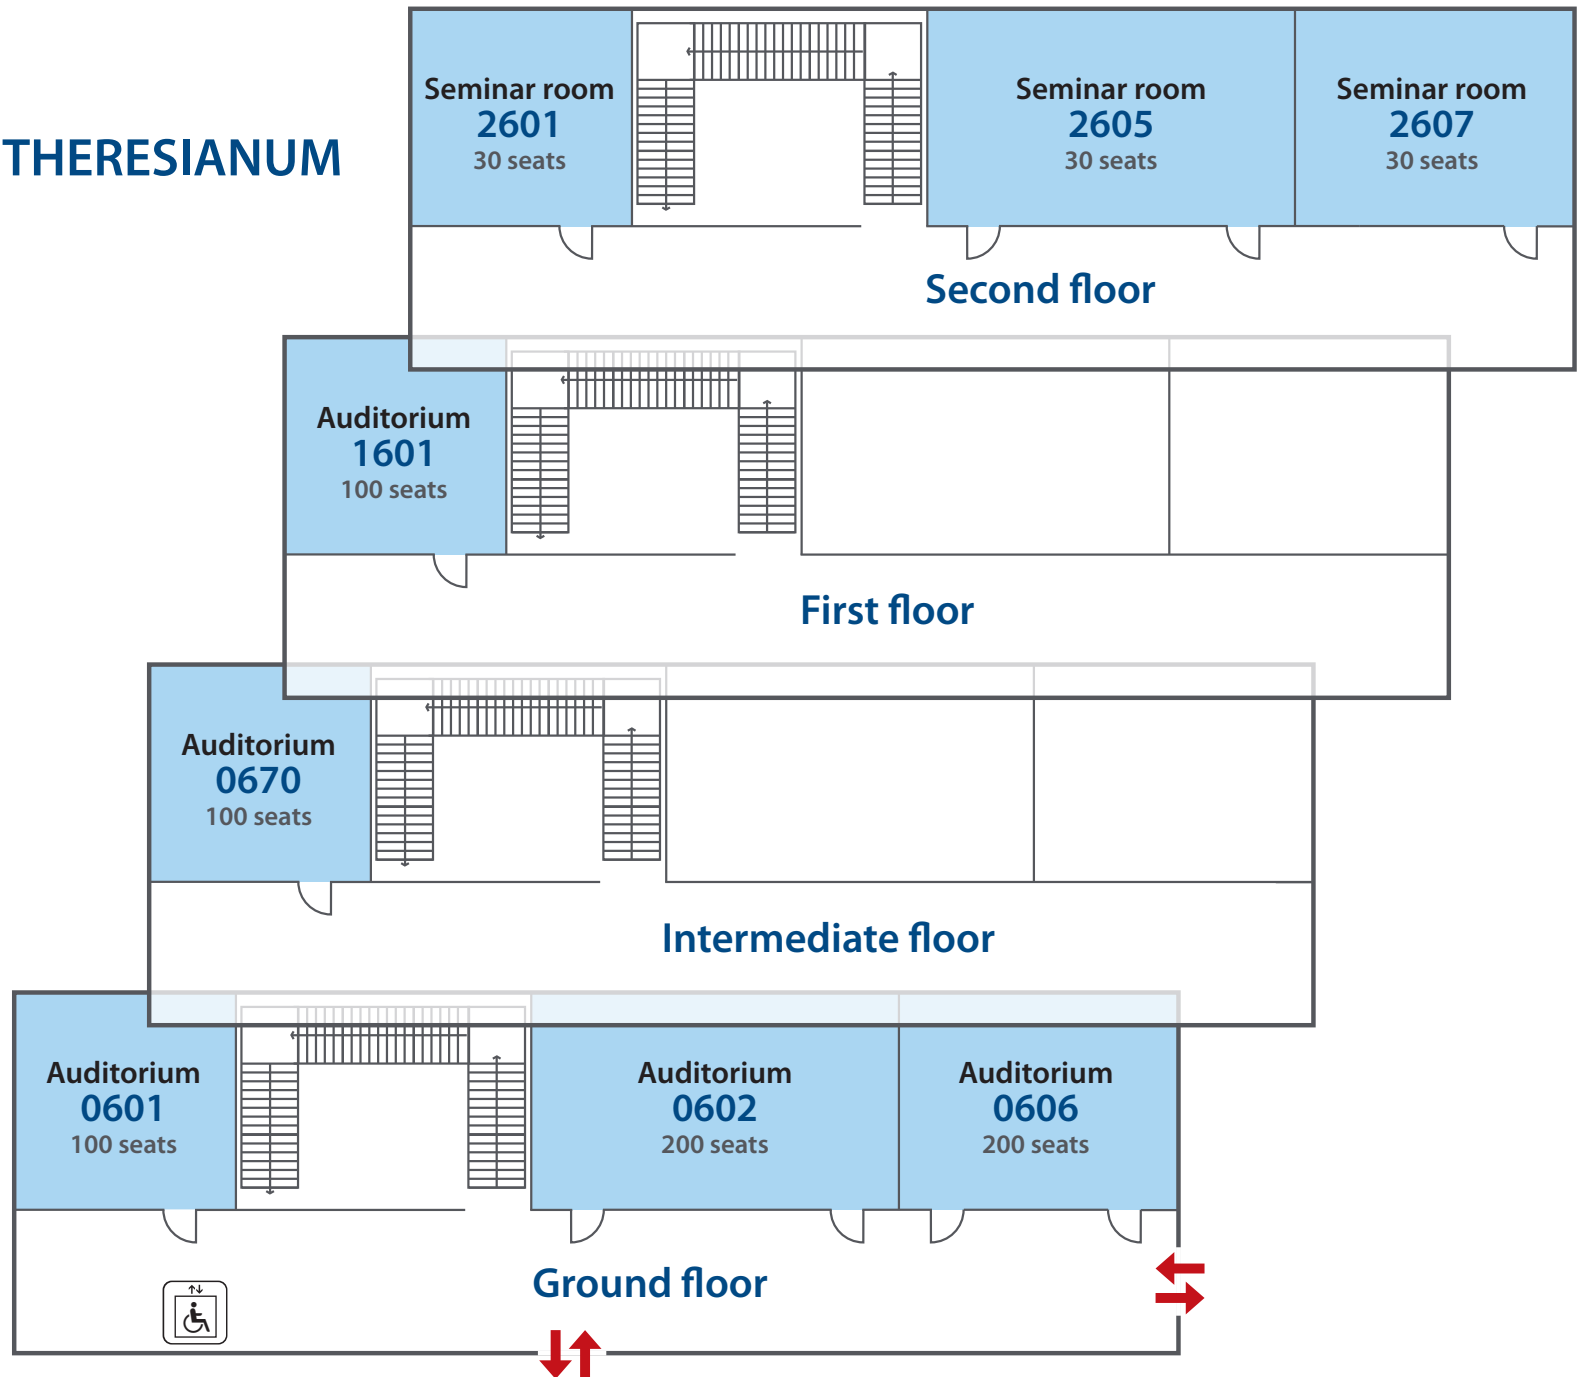 THERESIANUM
Seminar room
2601
30 seats
Seminar room
2605
30 seats
Seminar room
2607
30 seats
Second floor
Auditorium
1601
100 seats
First floor
Auditorium
0670
100 seats
Intermediate floor
Auditorium
0601
100 seats
Auditorium
0602
200 seats
Auditorium
0606
200 seats
Ground floor